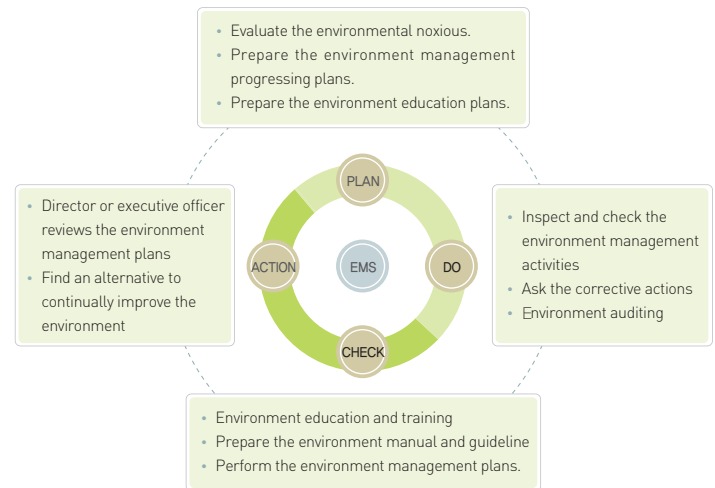 • Evaluate the environmental noxious.
• Prepare the environment management
progressing plans.
• Prepare the environment education plans.
• Director or executive officer
reviews the environment
management plans
• Find an alternative to
continually improve the
environment
PLAN
ACTION
EMS
DO
CHECK
• Inspect and check the
environment management
activities
• Ask the corrective actions
• Environment auditing
• Environment education and training
• Prepare the environment manual and guideline
• Perform the environment management plans.